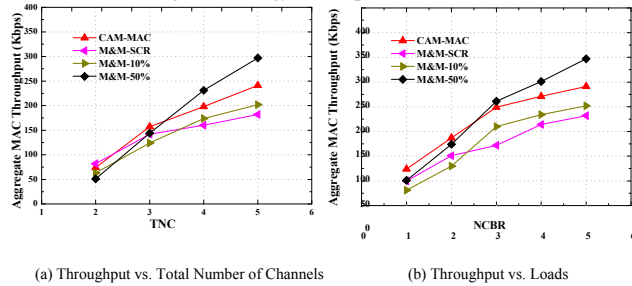 400
350
300
250
200
150
100
50
0
1 2 3 4 5 6
TNC
Aggregate MAC Throughput (Kbps)
CAM-MAC
M&M-SCR
M&M-10%
M&M-50%
400
350
300
250
200
150
100
50
0 1 2 3 4 5 6
NCBR
Aggregate MAC Throughput (Kbps)
CAM-MAC
M&M-SCR
M&M-10%
M&M-50%
(a) Throughput vs. Total Number of Channels
(b) Throughput vs. Loads